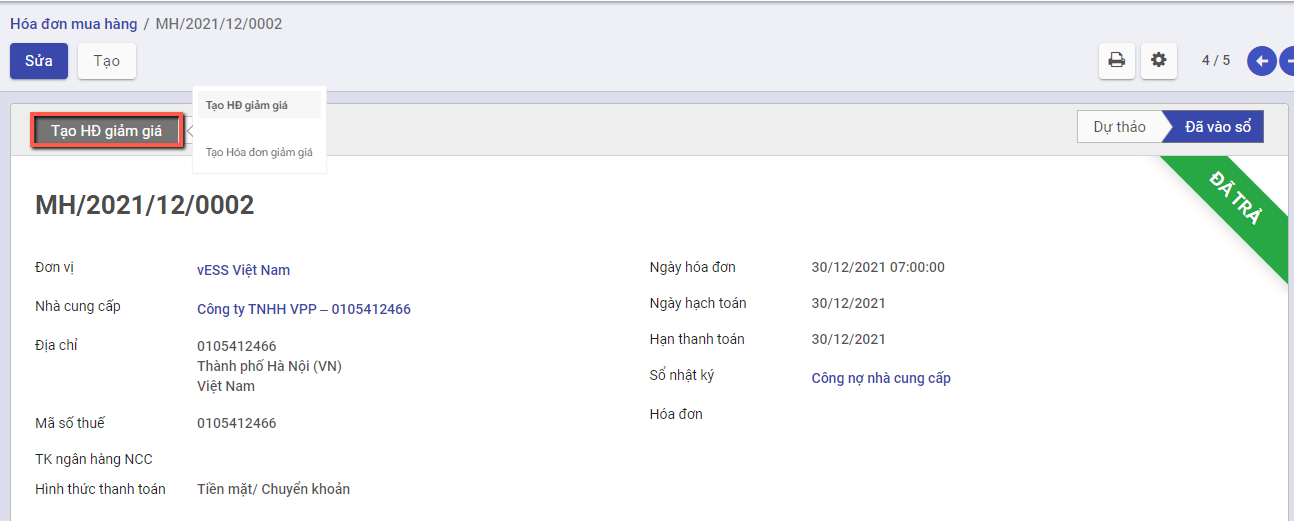 Hóa đơn mua hàng / MH/2021/12/0002
Sửa Tạo 4 / 5
Tạo HĐ giảm giá
Tạo HĐ giảm giá Dự thảo Đã vào sổ
Tạo Hóa đơn giảm giá
ĐÃ TRẢ
MH/2021/12/0002
Đơn vị vESS Việt Nam Ngày hóa đơn 30/12/2021 07:00:00
Nhà cung cấp Công ty TNHH VPP – 0105412466 Ngày hạch toán 30/12/2021
Địa chỉ 0105412466 Hạn thanh toán 30/12/2021
Thành phố Hà Nội (VN)
Việt Nam Sổ nhật ký Công nợ nhà cung cấp
Mã số thuế 0105412466 Hóa đơn
TK ngân hàng NCC
Hình thức thanh toán Tiền mặt/ Chuyển khoản